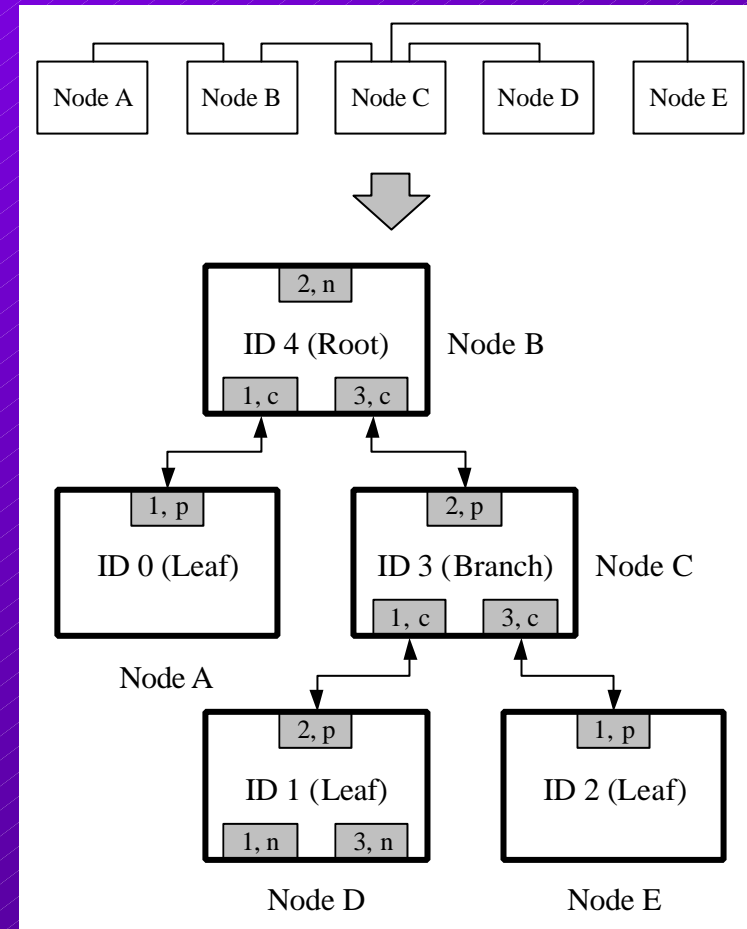 Node A Node B Node C Node D Node E
2, n
ID 4 (Root) Node B
1, c 3, c
1, p 2, p
ID 0 (Leaf) ID 3 (Branch) Node C
1, c 3, c
Node A
2, p 1, p
ID 1 (Leaf) ID 2 (Leaf)
1, n 3, n
Node D Node E